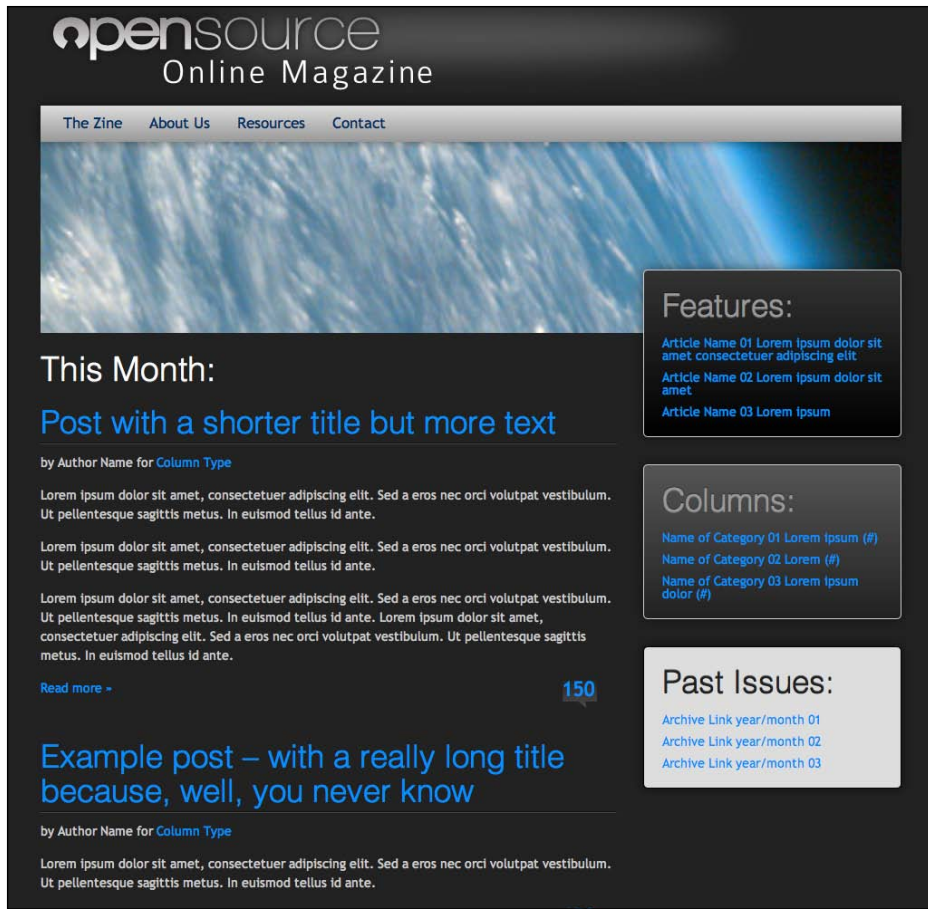 opensource
Online Magazine
The Zine About Us Resources Contact
This Month:
Post with a shorter title but more text
by Author Name for Column Type
Lorem ipsum dolor sit amet, consectetuer adipiscing elit. Sed a eros nec orci volutpat vestibulum.
Ut pellentesque sagittis metus. In euismod tellus id ante.
Lorem ipsum dolor sit amet, consectetuer adipiscing elit. Sed a eros nec orci volutpat vestibulum.
Ut pellentesque sagittis metus. In euismod tellus id ante.
Lorem ipsum dolor sit amet, consectetuer adipiscing elit. Sed a eros nec orci volutpat vestibulum.
Ut pellentesque sagittis metus. In euismod tellus id ante. Lorem ipsum dolor sit amet,
consectetuer adipiscing elit. Sed a eros nec orci volutpat vestibulum. Ut pellentesque sagittis
metus. In euismod tellus id ante.
Read more »
150
Example post – with a really long title
because, well, you never know
by Author Name for Column Type
Lorem ipsum dolor sit amet, consectetuer adipiscing elit. Sed a eros nec orci volutpat vestibulum.
Ut pellentesque sagittis metus. In euismod tellus id ante.
Features:
Article Name 01 Lorem ipsum dolor sit
amet consectetuer adipiscing elit
Article Name 02 Lorem ipsum dolor sit
amet
Article Name 03 Lorem ipsum
Columns:
Name of Category 01 Lorem ipsum (#)
Name of Category 02 Lorem (#)
Name of Category 03 Lorem ipsum
dolor (#)
Past Issues:
Archive Link year/month 01
Archive Link year/month 02
Archive Link year/month 03